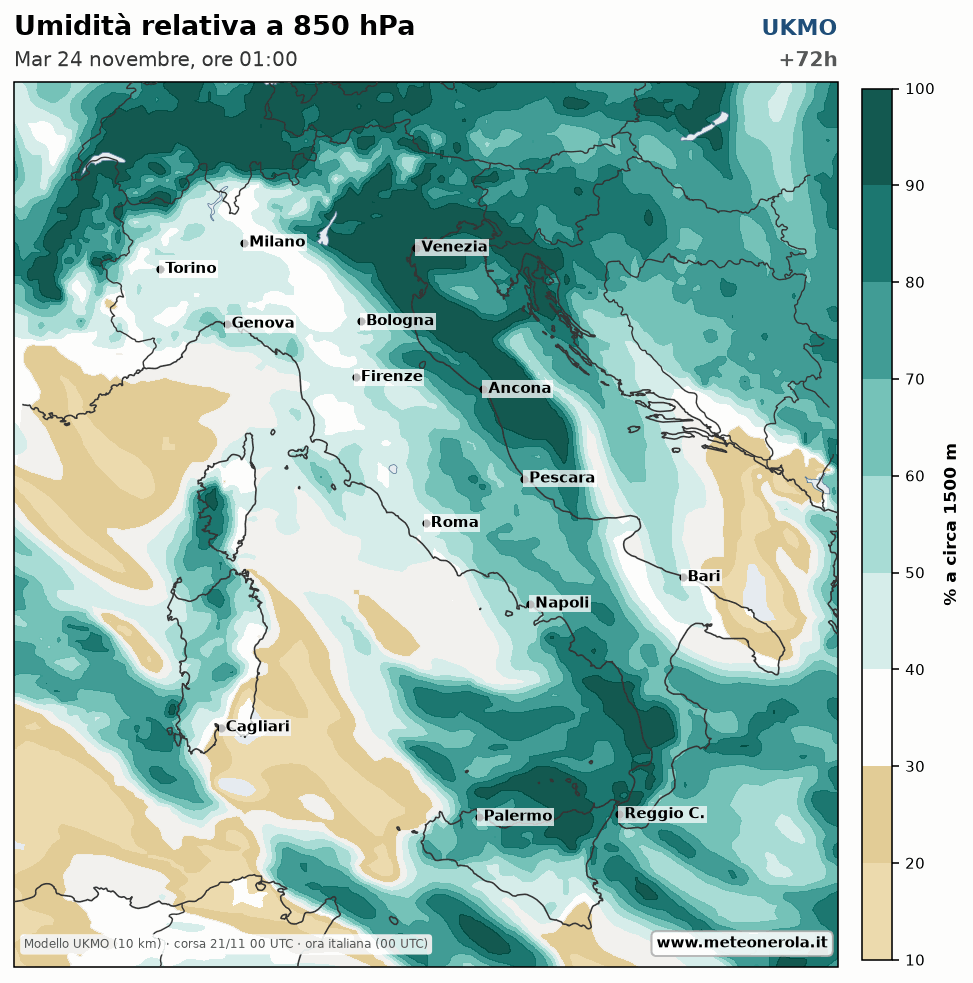 Umidità relativa a 850 hPa
UKMO
Mar 24 novembre, ore 01:00
+72h
100
90
80
70
60
50
40
30
20
10
% a circa 1500 m
Milano
Venezia
Torino
Genova
Bologna
Firenze
Ancona
Pescara
Roma
Bari
Napoli
Cagliari
Palermo
Reggio C.
Modello UKMO (10 km) · corsa 21/11 00 UTC · ora italiana (00 UTC)
www.meteonerola.it